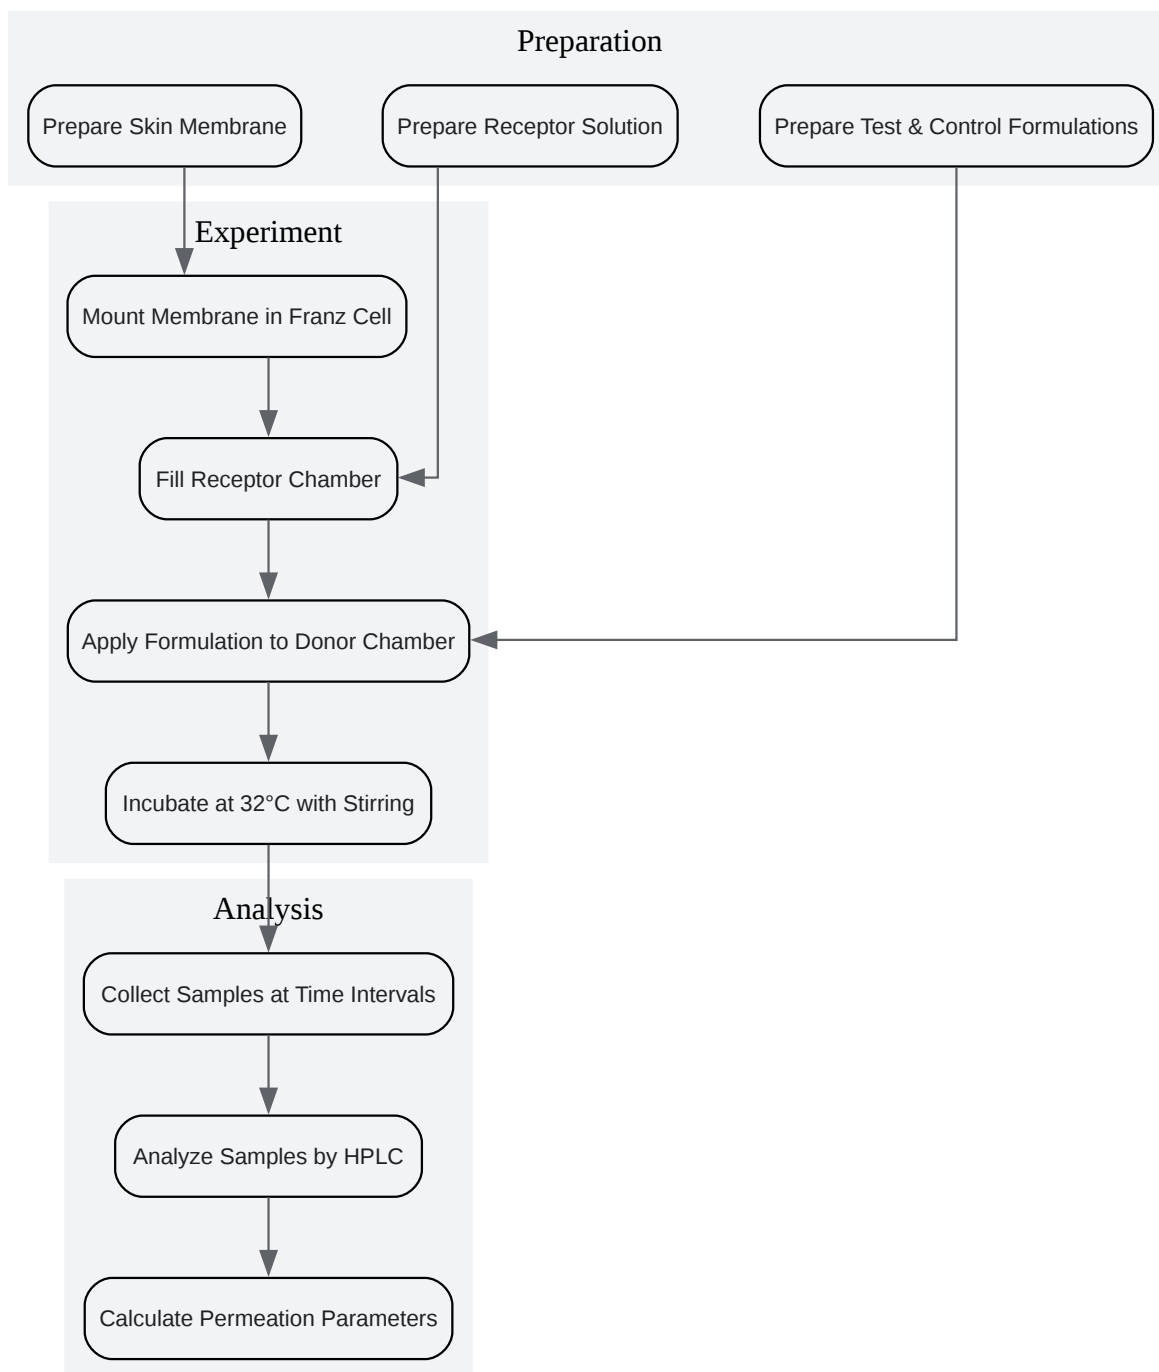 Preparation
Prepare Skin Membrane
Prepare Receptor Solution
Prepare Test & Control Formulations
Experiment
Mount Membrane in Franz Cell
Fill Receptor Chamber
Apply Formulation to Donor Chamber
Incubate at 32°C with Stirring
Analysis
Collect Samples at Time Intervals
Analyze Samples by HPLC
Calculate Permeation Parameters